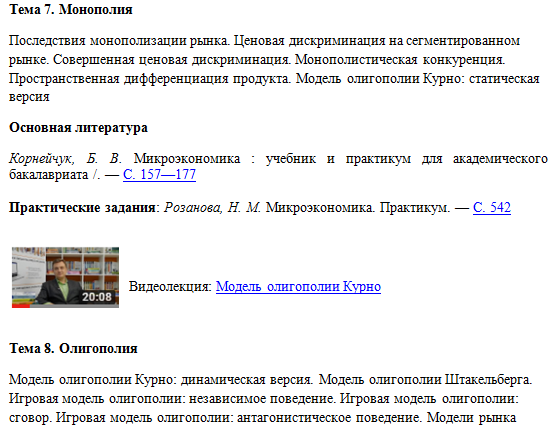 Тема 7. Монополия
Последствия монополизации рынка. Ценовая дискриминация на сегментированном
рынке. Совершенная ценовая дискриминация. Монополистическая конкуренция.
Пространственная дифференциация продукта. Модель олигополии Курно: статическая
версия
Основная литература
Корнейчук, Б. В. Микроэкономика : учебник и практикум для академического
бакалавриата /. — С. 157—177
Практические задания: Розанова, Н. М. Микроэкономика. Практикум. — С. 542
20:08
Видеолекция: Модель олигополии Курно
Тема 8. Олигополия
Модель олигополии Курно: динамическая версия. Модель олигополии Штакельберга.
Игровая модель олигополии: независимое поведение. Игровая модель олигополии:
сговор. Игровая модель олигополии: антагонистическое поведение. Модели рынка